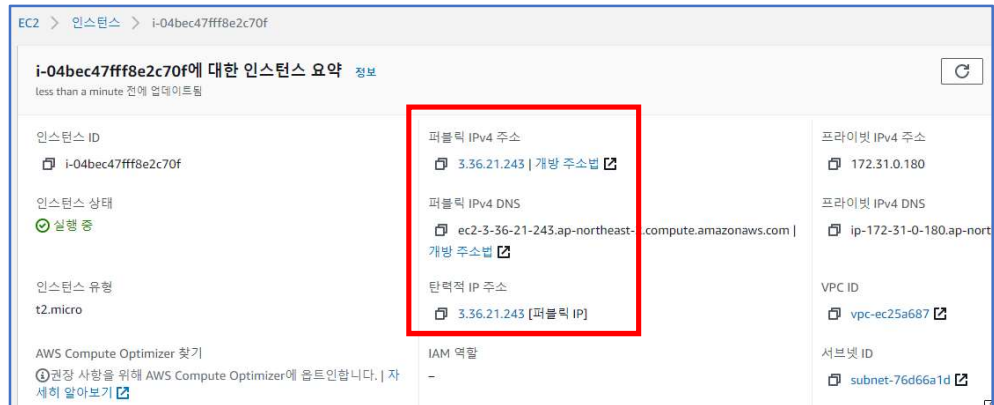 EC2 > 인스턴스 > i-04bec47fff8e2c70f
i-04bec47fff8e2c70f에 대한 인스턴스 요약 정보
less than a minute 전에 업데이트됨
인스턴스 ID
i-04bec47fff8e2c70f
퍼블릭 IPv4 주소
3.36.21.243 | 개방 주소법
프라이빗 IPv4 주소
172.31.0.180
인스턴스 상태
실행 중
퍼블릭 IPv4 DNS
ec2-3-36-21-243.ap-northeast- .compute.amazonaws.com |
개방 주소법
프라이빗 IPv4 DNS
ip-172-31-0-180.ap-nort
인스턴스 유형
t2.micro
탄력적 IP 주소
3.36.21.243 [퍼블릭 IP]
VPC ID
vpc-ec25a687
AWS Compute Optimizer 찾기
권장 사항을 위해 AWS Compute Optimizer에 옵트인합니다. | 자
세히 알아보기
IAM 역할
–
서브넷 ID
subnet-76d66a1d